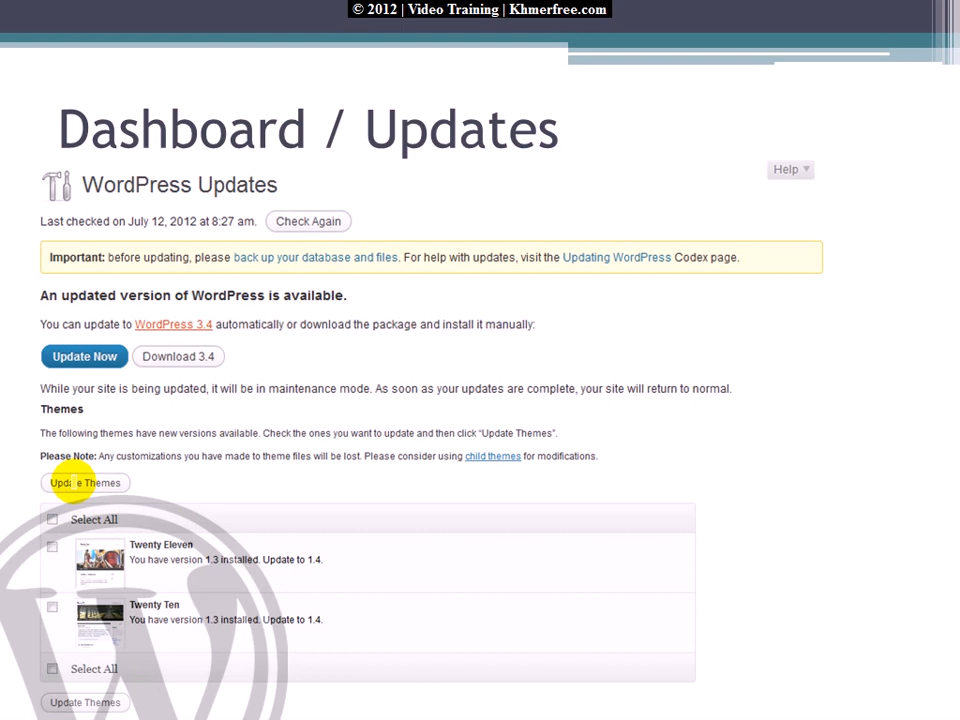 © 2012 | Video Training | Khmerfree.com
Dashboard / Updates
Help
WordPress Updates
Last checked on July 12, 2012 at 8:27 am. Check Again
Important: before updating, please back up your database and files. For help with updates, visit the Updating WordPress Codex page.
An updated version of WordPress is available.
You can update to WordPress 3.4 automatically or download the package and install it manually:
Update Now Download 3.4
While your site is being updated, it will be in maintenance mode. As soon as your updates are complete, your site will return to normal.
Themes
The following themes have new versions available. Check the ones you want to update and then click “Update Themes”.
Please Note: Any customizations you have made to theme files will be lost. Please consider using child themes for modifications.
Update Themes
Select All
Twenty Eleven
You have version 1.3 installed. Update to 1.4.
Twenty Ten
You have version 1.3 installed. Update to 1.4.
Select All
Update Themes